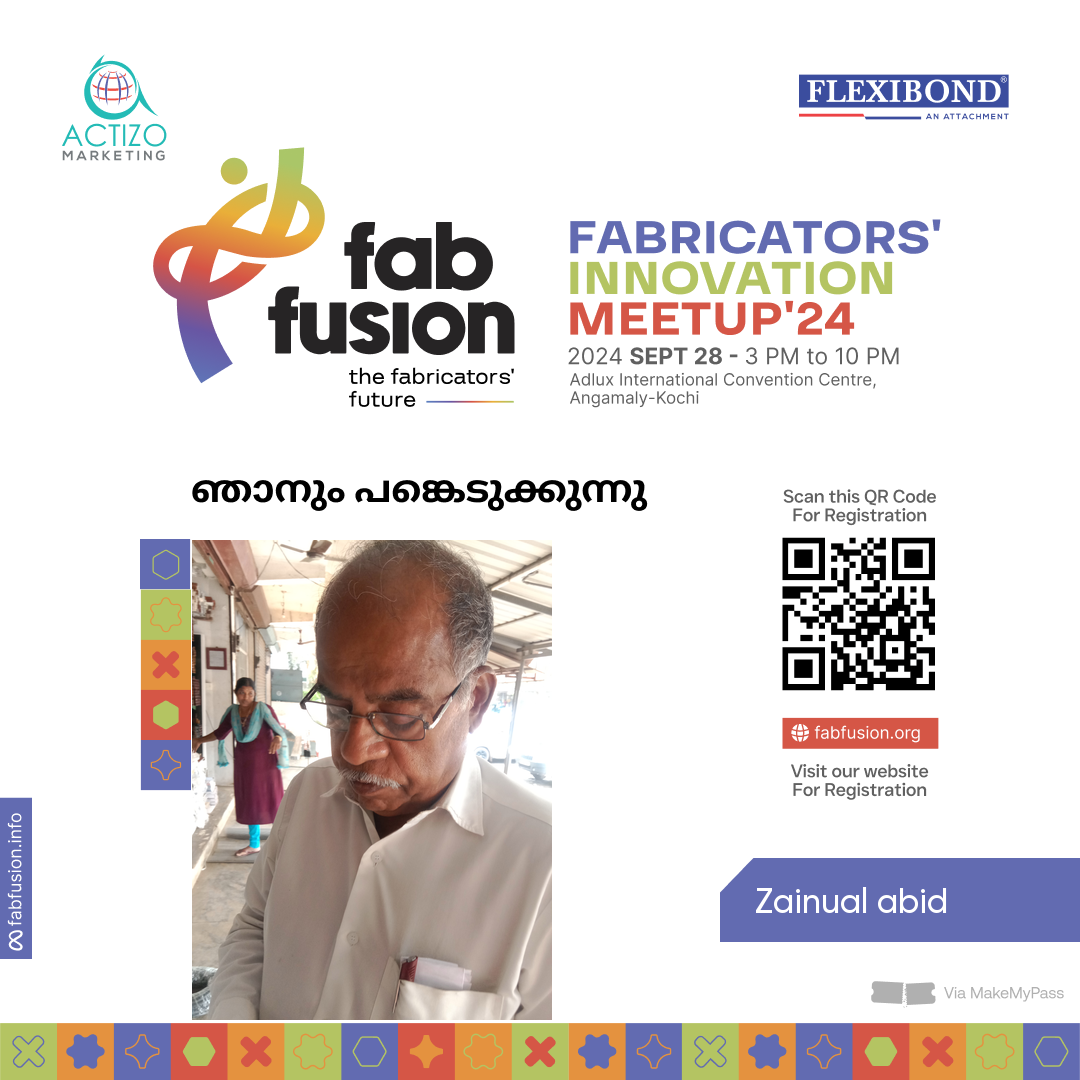 ACTIZO
MARKETING
FLEXIBOND®
AN ATTACHMENT
fab
fusion
the fabricators'
future
FABRICATORS'
INNOVATION
MEETUP'24
2024 SEPT 28 - 3 PM to 10 PM
Adlux International Convention Centre,
Angamaly-Kochi
ഞാനും പങ്കെടുക്കുന്നു
Scan this QR Code
For Registration
fabfusion.org
Visit our website
For Registration
fabfusion.info
Zainual abid
Via MakeMyPass